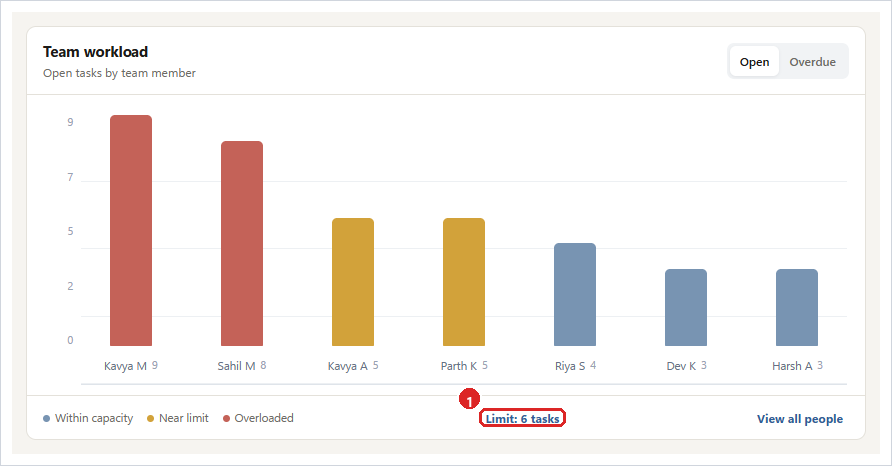 Team workload
Open tasks by team member
Open Overdue
9
7
5
2
0
Kavya M 9 Sahil M 8 Kavya A 5 Parth K 5 Riya S 4 Dev K 3 Harsh A 3
1
Within capacity Near limit Overloaded Limit: 6 tasks View all people